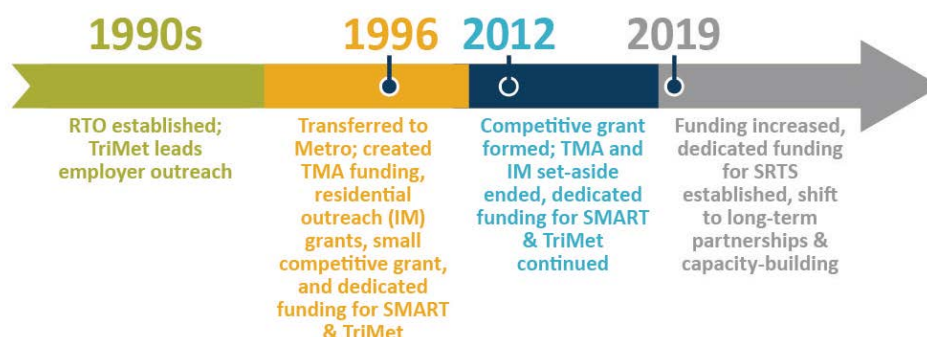 1990s
1996
2012
2019
RTO established;
TriMet leads
employer outreach
Transferred to
Metro; created
TMA funding,
residential
outreach (IM)
grants, small
competitive grant,
and dedicated
funding for SMART
& TriMet
Competitive grant
formed; TMA and
IM set-aside
ended, dedicated
funding for SMART
& TriMet
continued
Funding increased,
dedicated funding
for SRTS
established, shift
to long-term
partnerships &
capacity-building